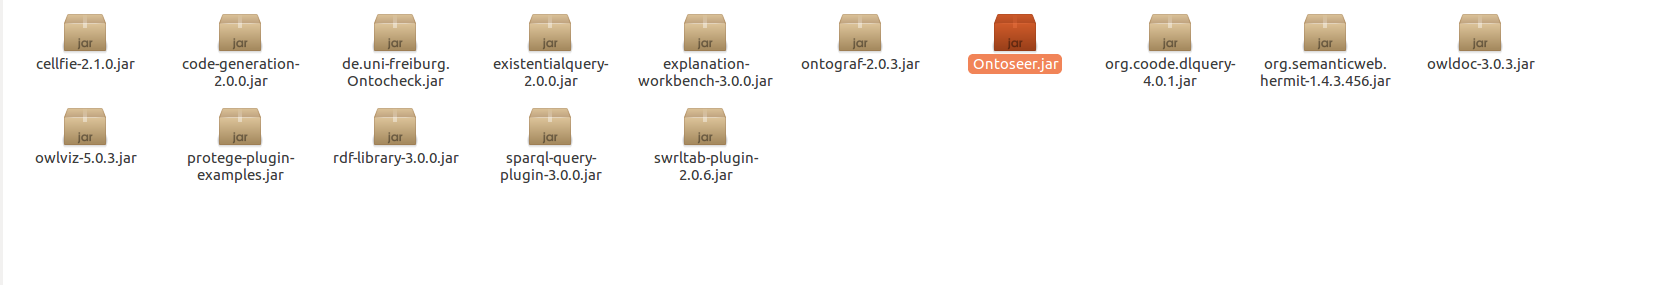 jar jar jar jar jar jar jar jar jar jar
cellfie-2.1.0.jar code-generation- de.uni-freiburg. existentialquery- explanation- ontograf-2.0.3.jar Ontoseer.jar org.coode.dlquery- org.semanticweb. owldoc-3.0.3.jar
2.0.0.jar Ontocheck.jar 2.0.0.jar workbench-3.0.0.jar 4.0.1.jar hermit-1.4.3.456.jar
jar jar jar jar jar
owlviz-5.0.3.jar protege-plugin- rdf-library-3.0.0.jar sparql-query- swrltab-plugin-
examples.jar plugin-3.0.0.jar 2.0.6.jar